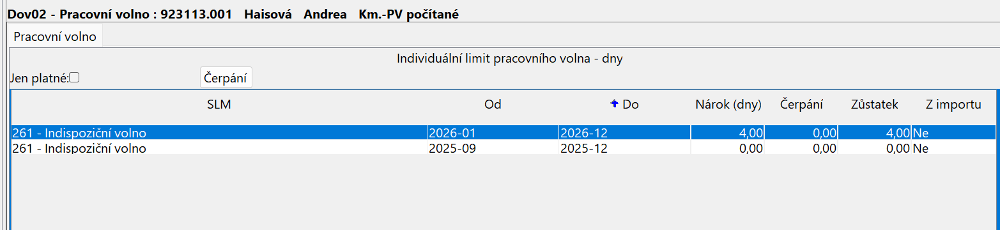 Dov02 - Pracovní volno : 923113.001 Haisová Andrea Km.-PV počítané
Pracovní volno
Individuální limit pracovního volna - dny
Jen platné: Čerpání
SLM Od Do Nárok (dny) Čerpání Zůstatek Z importu
261 - Indispoziční volno 2026-01 2026-12 4,00 0,00 4,00 Ne
261 - Indispoziční volno 2025-09 2025-12 0,00 0,00 0,00 Ne